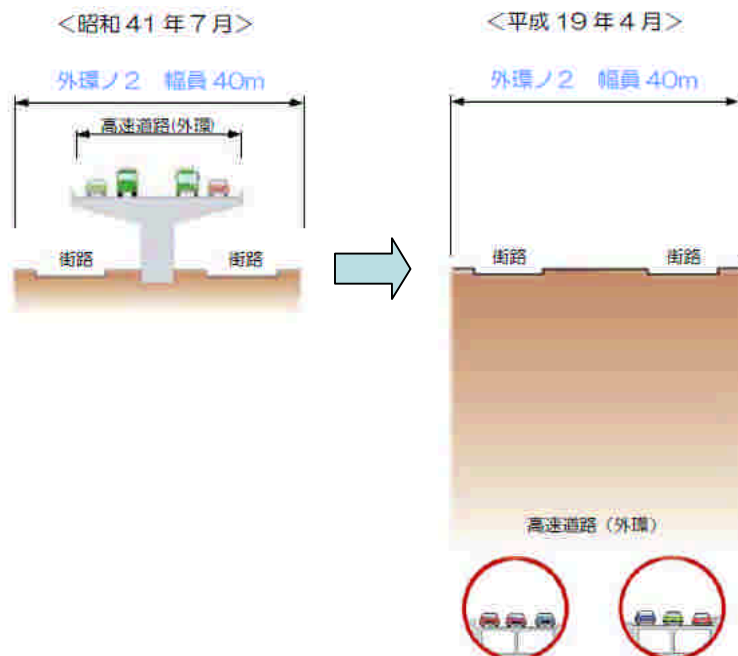 <昭和41年7月>
外環ノ2 幅員40m
高速道路(外環)
街路
街路
<平成19年4月>
外環ノ2 幅員40m
街路
街路
高速道路(外環)